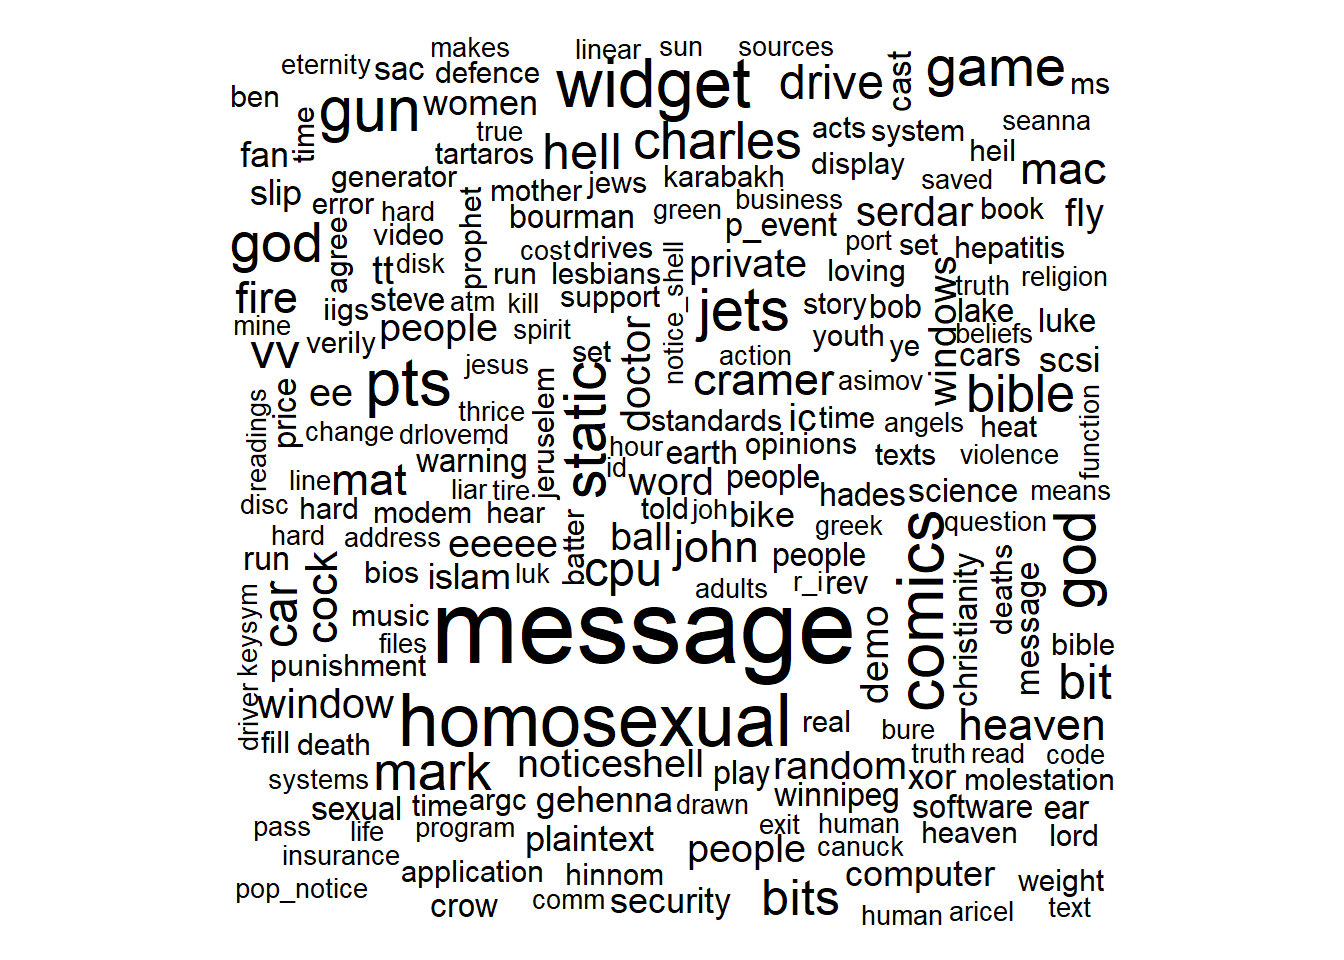 makes linear sun sources
eternity sac defence widget drive cast game ms
ben gun women
time true charles acts system seanna
fan tartaros hell display heil mac
generator mother jews karabakh saved
slip error hard prophet bourman green business serdar book fly
god agree video cost drives p_event port set hepatitis
tt disk run lesbians notice_shell private loving windows truth religion
fire iigs steve atm kill support jets story bob lake
mine verily people spirit doctor youth ye beliefs luke
vv jesus set action cars scsi
price ee pts static cramer asimov bible
readings thrice jeruselem standards ic time angels heat function
change drlovemd hour earth opinions
line mat warning id word people texts violence
disc hard liar tire told joh bike hades science means
modem hear batter greek question
hard address eeeee ball john people comics god
run car cock bios islam luk cpu adults r_i rev christianity deaths
keysym music message demo message bible
files
punishment bit
driver window homosexual real bure heaven
fill death truth read code
systems mark noticeshell play random xor molestation
sexual time argc gehenna drawn winnipeg software ear
pass life program plaintext exit human heaven lord
insurance people canuck
application hinnom computer weight
pop_notice crow comm security bits human aricel text